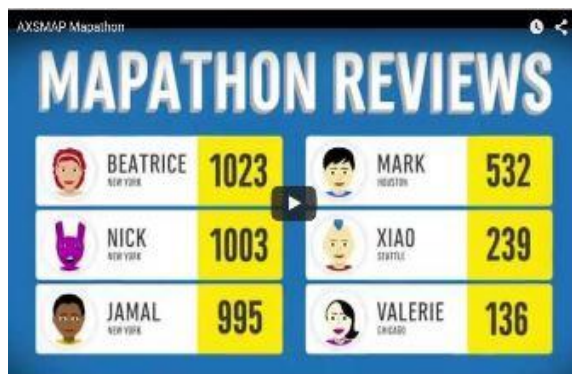 AXSMAP Mapathon
MAPATHON REVIEWS
BEATRICE
NEW YORK
1023
NICK
NEW YORK
1003
JAMAL
NEW YORK
995
MARK
HOUSTON
532
XIAO
SEATTLE
239
VALERIE
CHICAGO
136